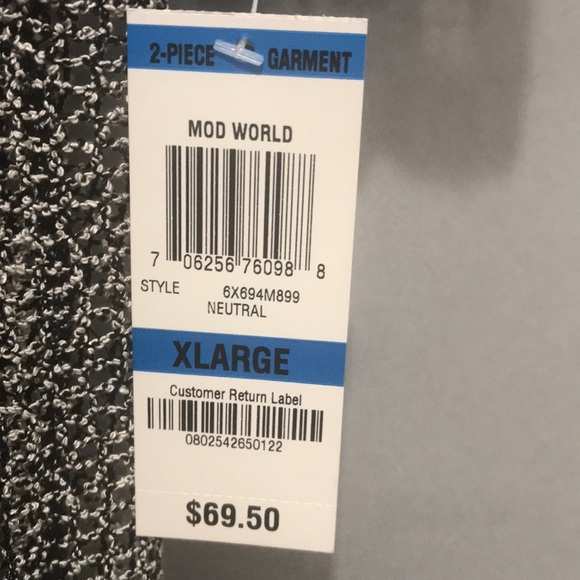 2-PIECE GARMENT
MOD WORLD
7 06256 76098 8
STYLE 6X694M899
NEUTRAL
XLARGE
Customer Return Label
0802542650122
$69.50